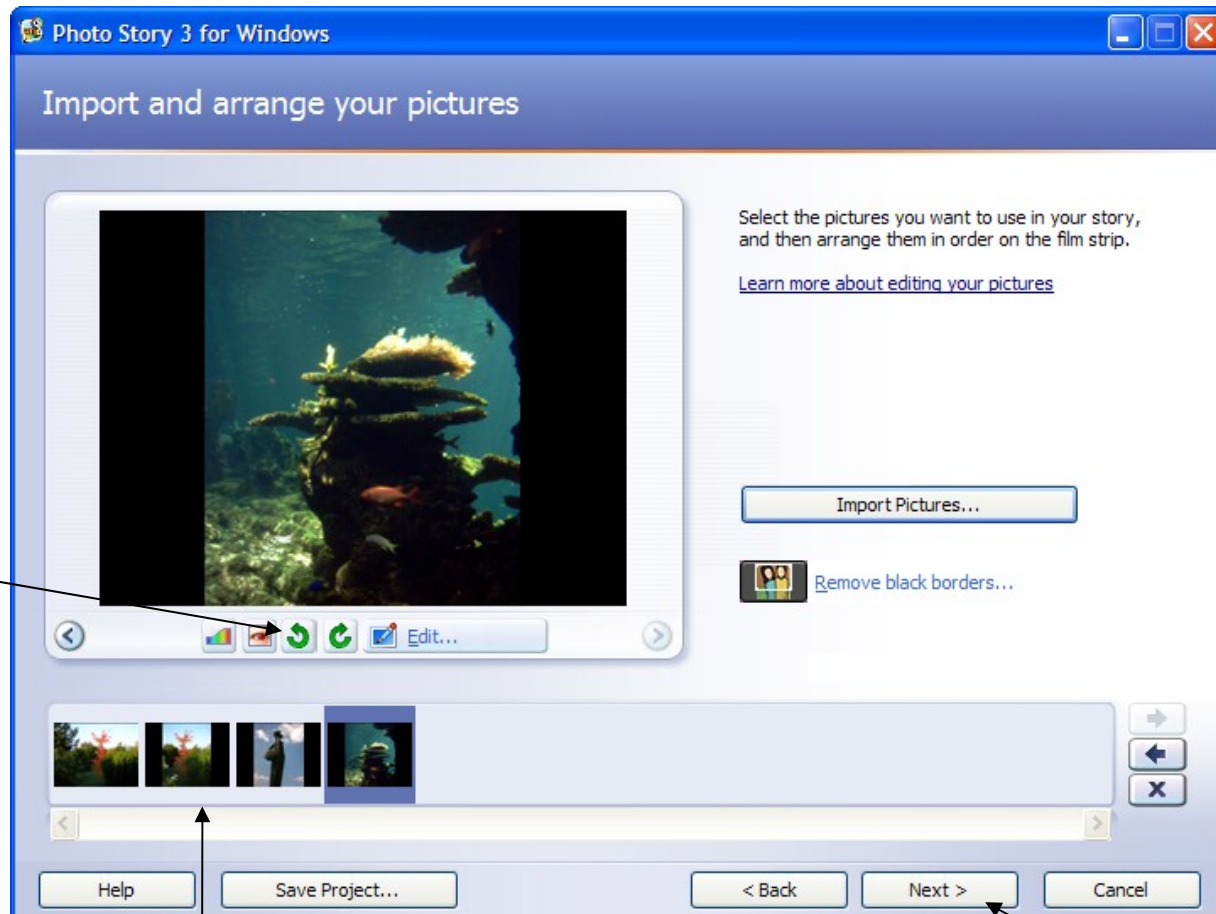 Photo Story 3 for Windows
Import and arrange your pictures
Select the pictures you want to use in your story,
and then arrange them in order on the film strip.
Learn more about editing your pictures
Import Pictures...
Remove black borders...
Edit...
Help
Save Project...
< Back
Next >
Cancel